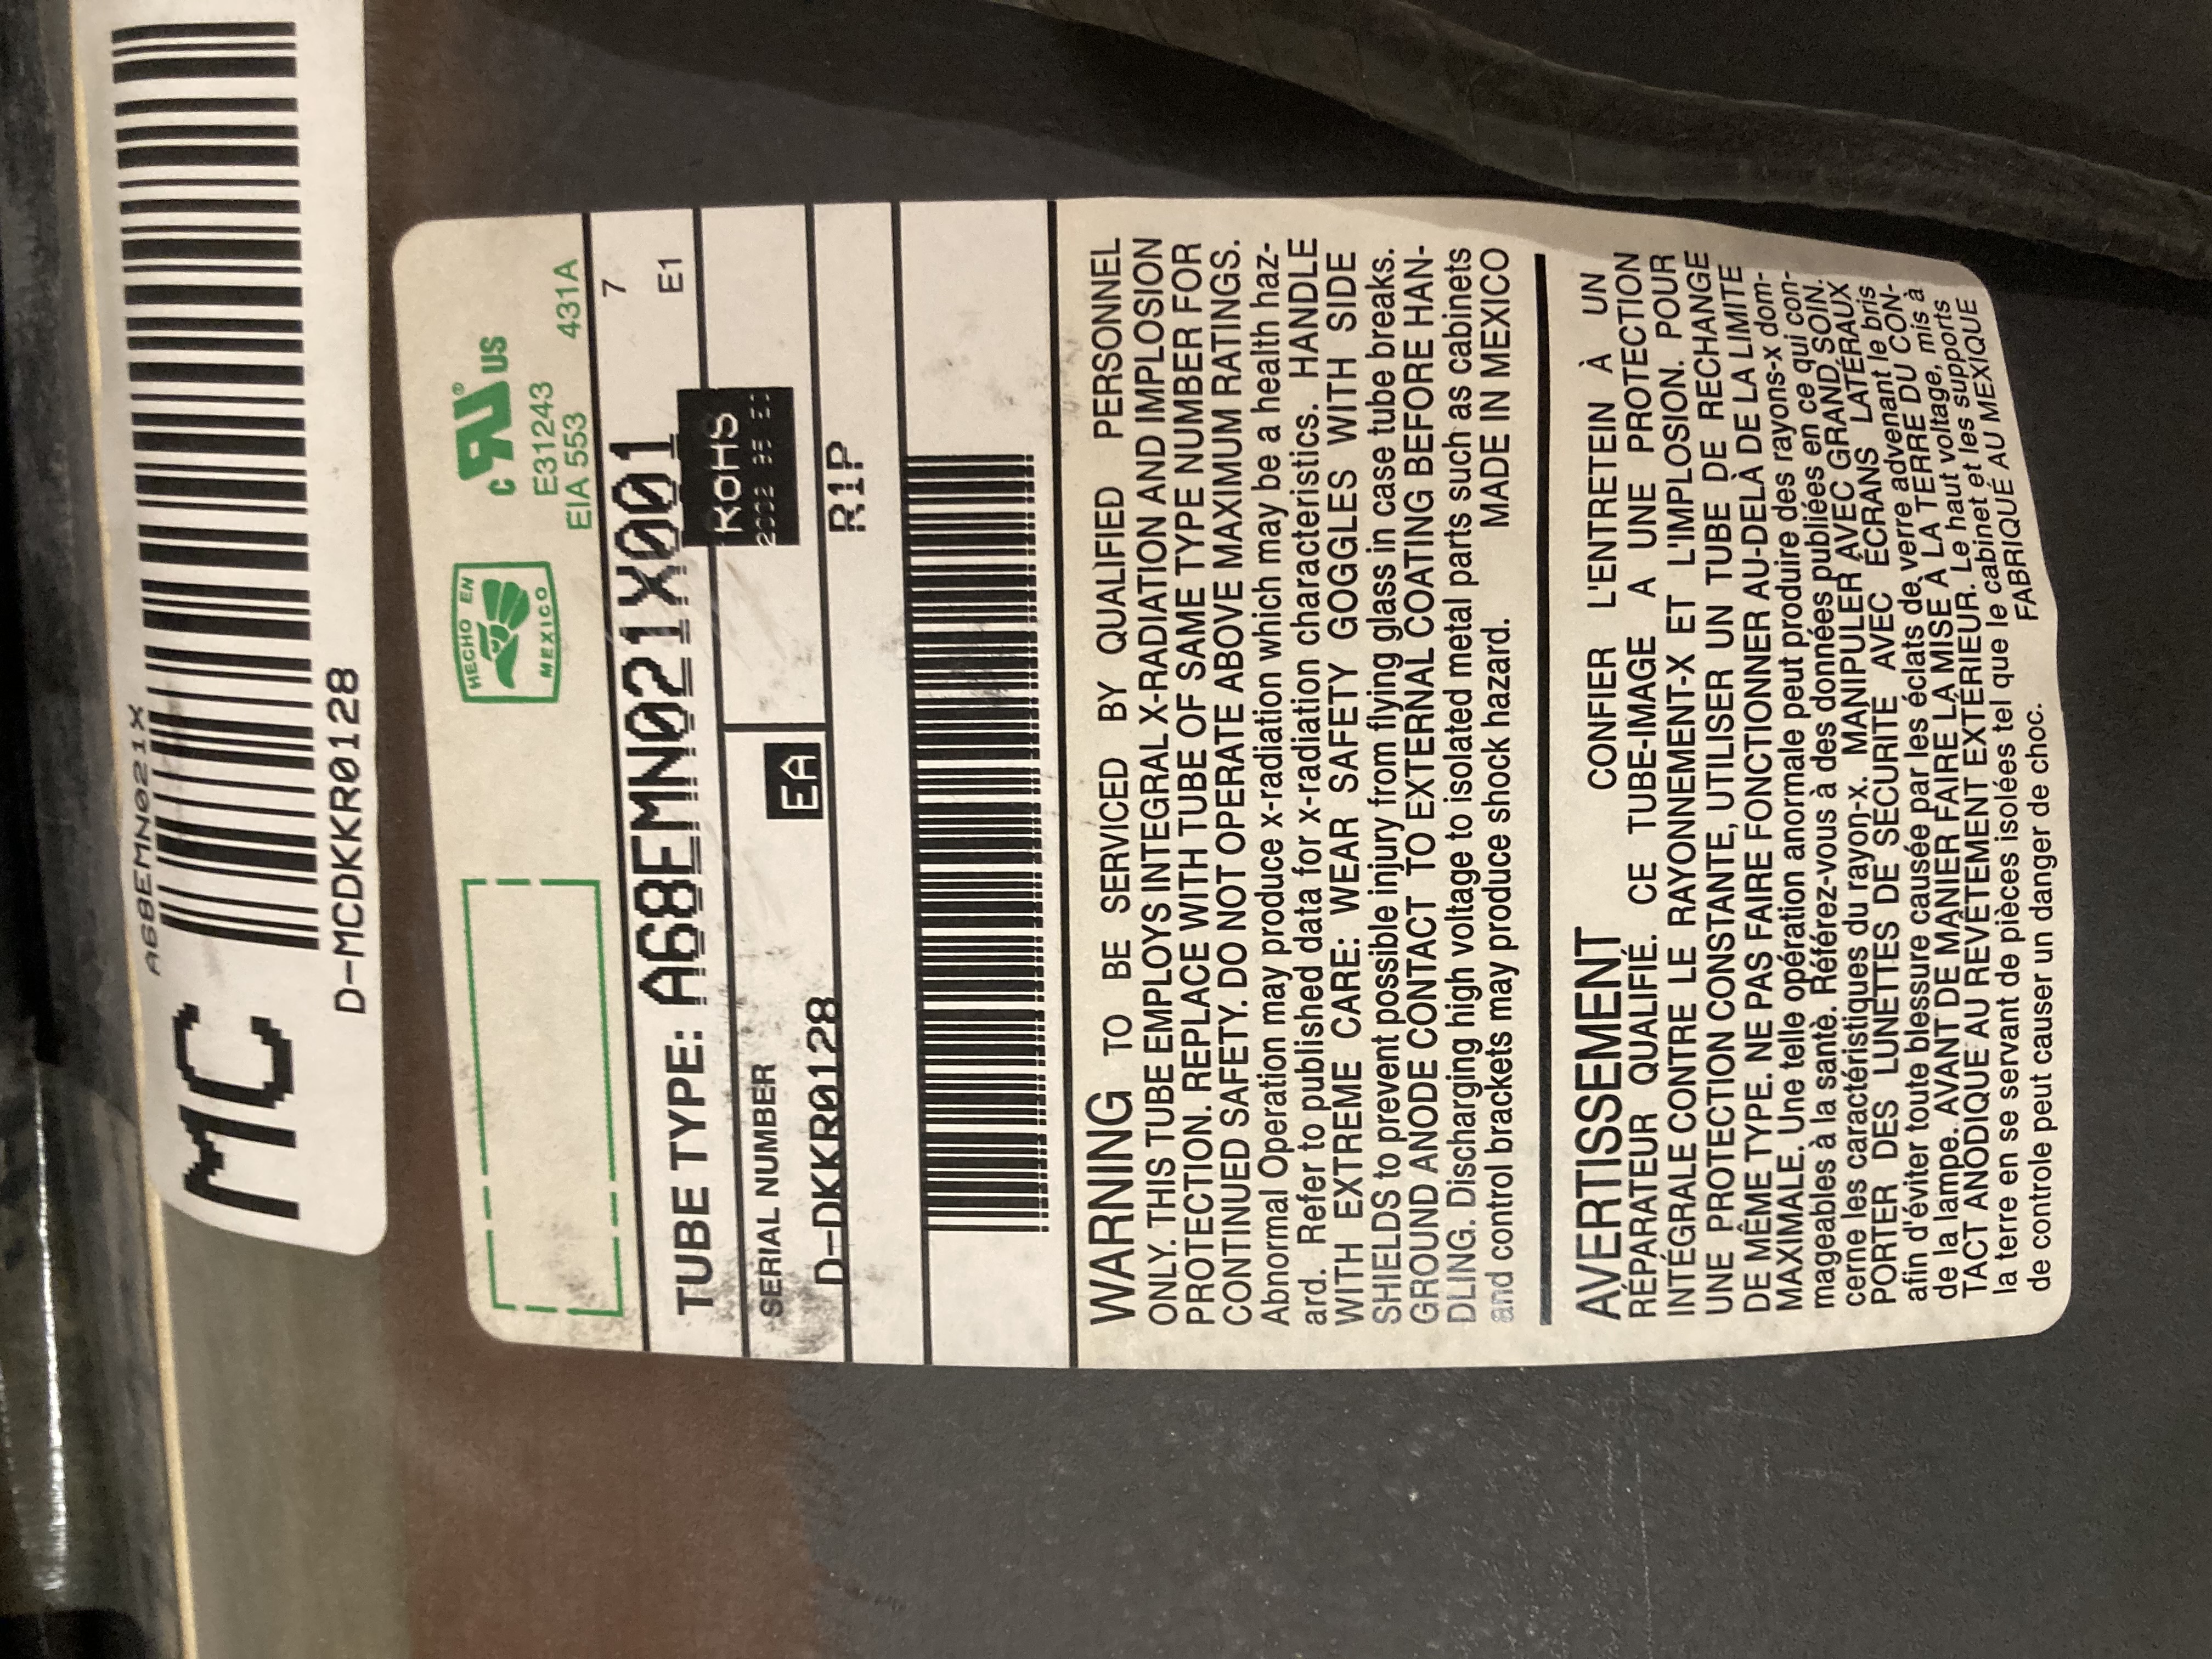 A68EMN021X
MC
D-MCDKKR0128
HECHO EN
MEXICO
c RU® US
E31243
EIA 553 431A
TUBE TYPE: A68EMN021X001 7
E1
SERIAL NUMBER
EA
ROHS
D-DKKR0128
R1P
WARNING TO BE SERVICED BY QUALIFIED PERSONNEL
ONLY. THIS TUBE EMPLOYS INTEGRAL X-RADIATION AND IMPLOSION
PROTECTION. REPLACE WITH TUBE OF SAME TYPE NUMBER FOR
CONTINUED SAFETY. DO NOT OPERATE ABOVE MAXIMUM RATINGS.
Abnormal Operation may produce x-radiation which may be a health haz-
ard. Refer to published data for x-radiation characteristics. HANDLE
WITH EXTREME CARE: WEAR SAFETY GOGGLES WITH SIDE
SHIELDS to prevent possible injury from flying glass in case tube breaks.
GROUND ANODE CONTACT TO EXTERNAL COATING BEFORE HAN-
DLING. Discharging high voltage to isolated metal parts such as cabinets
and control brackets may produce shock hazard. MADE IN MEXICO
AVERTISSEMENT CONFIER L'ENTRETEIN À UN
RÉPARATEUR QUALIFIÉ. CE TUBE-IMAGE A UNE PROTECTION
INTÉGRALE CONTRE LE RAYONNEMENT-X ET L'IMPLOSION. POUR
UNE PROTECTION CONSTANTE, UTILISER UN TUBE DE RECHANGE
DE MÊME TYPE. NE PAS FAIRE FONCTIONNER AU-DELÀ DE LA LIMITE
MAXIMALE. Une telle opération anormale peut produire des rayons-x dom-
mageables à la santè. Référez-vous à des données publiées en ce qui con-
cerne les caractéristiques du rayon-x. MANIPULER AVEC GRAND SOIN.
PORTER DES LUNETTES DE SECURITE AVEC ÉCRANS LATÉRAUX
afin d'éviter toute blessure causée par les éclats de verre advenant le bris
de la lampe. AVANT DE MANIER FAIRE LA MISE À LA TERRE DU CON-
TACT ANODIQUE AU REVÊTEMENT EXTÉRIEUR. Le haut voltage, mis à
la terre en se servant de pièces isolées tel que le cabinet et les supports
de controle peut causer un danger de choc. FABRIQUÉ AU MEXIQUE